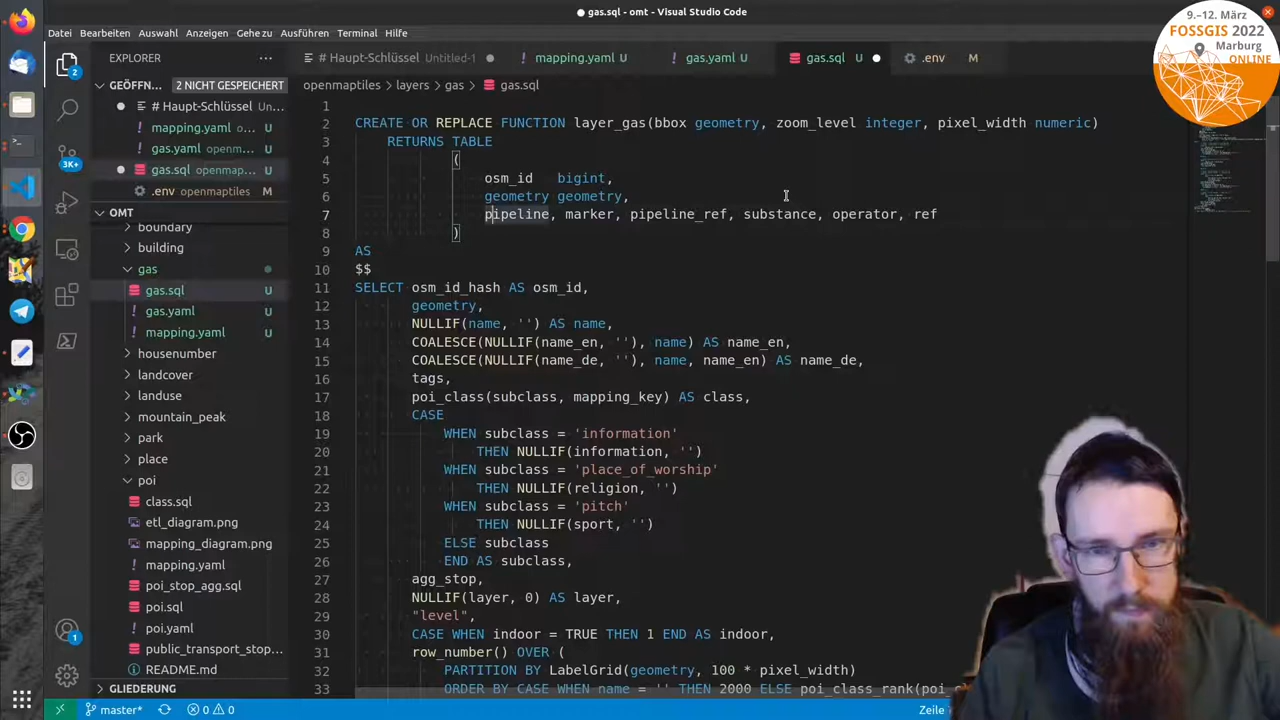 gas.sql - omt - Visual Studio Code
Datei Bearbeiten Auswahl Anzeigen Gehe zu Ausführen Terminal Hilfe
9.–12. März
FOSSGIS 2022
Marburg
ONLINE
EXPLORER
# Haupt-Schlüssel Untitled-1
mapping.yaml U
gas.yaml U
gas.sql U
.env M
GEÖFFN... 2 NICHT GESPEICHERT
# Haupt-Schlüssel Un...
mapping.yaml o... U
gas.yaml openm... U
gas.sql openmap... U
.env openmaptiles M
OMT
boundary
building
gas
gas.sql U
gas.yaml U
mapping.yaml U
housenumber
landcover
landuse
mountain_peak
park
place
poi
class.sql
etl_diagram.png
mapping_diagram.png
mapping.yaml
poi_stop_agg.sql
poi.sql
poi.yaml
public_transport_stop...
README.md
GLIEDERUNG
2
3K+
1
openmaptiles > layers > gas > gas.sql
1
2 CREATE OR REPLACE FUNCTION layer_gas(bbox geometry, zoom_level integer, pixel_width numeric)
3 RETURNS TABLE
4 (
5 osm_id bigint,
6 geometry geometry,
7 pipeline, marker, pipeline_ref, substance, operator, ref
8 )
9 AS
10 $$
11 SELECT osm_id_hash AS osm_id,
12 geometry,
13 NULLIF(name, '') AS name,
14 COALESCE(NULLIF(name_en, ''), name) AS name_en,
15 COALESCE(NULLIF(name_de, ''), name, name_en) AS name_de,
16 tags,
17 poi_class(subclass, mapping_key) AS class,
18 CASE
19 WHEN subclass = 'information'
20 THEN NULLIF(information, '')
21 WHEN subclass = 'place_of_worship'
22 THEN NULLIF(religion, '')
23 WHEN subclass = 'pitch'
24 THEN NULLIF(sport, '')
25 ELSE subclass
26 END AS subclass,
27 agg_stop,
28 NULLIF(layer, 0) AS layer,
29 "level",
30 CASE WHEN indoor = TRUE THEN 1 END AS indoor,
31 row_number() OVER (
32 PARTITION BY LabelGrid(geometry, 100 * pixel_width)
33 ORDER BY CASE WHEN name = '' THEN 2000 ELSE poi_class_rank(poi_c
master* 0 0
Zeile